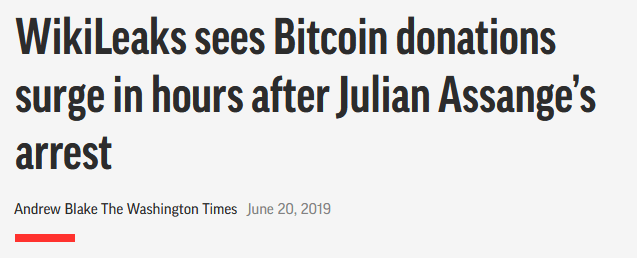 WikiLeaks sees Bitcoin donations
surge in hours after Julian Assange’s
arrest
Andrew Blake The Washington Times June 20, 2019